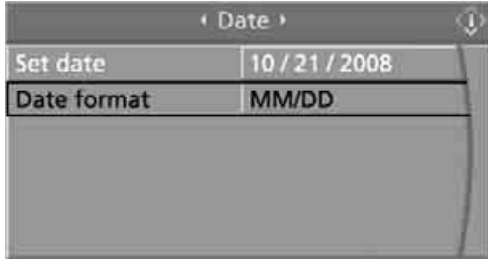 Date
Set date 10 / 21 / 2008
Date format MM/DD